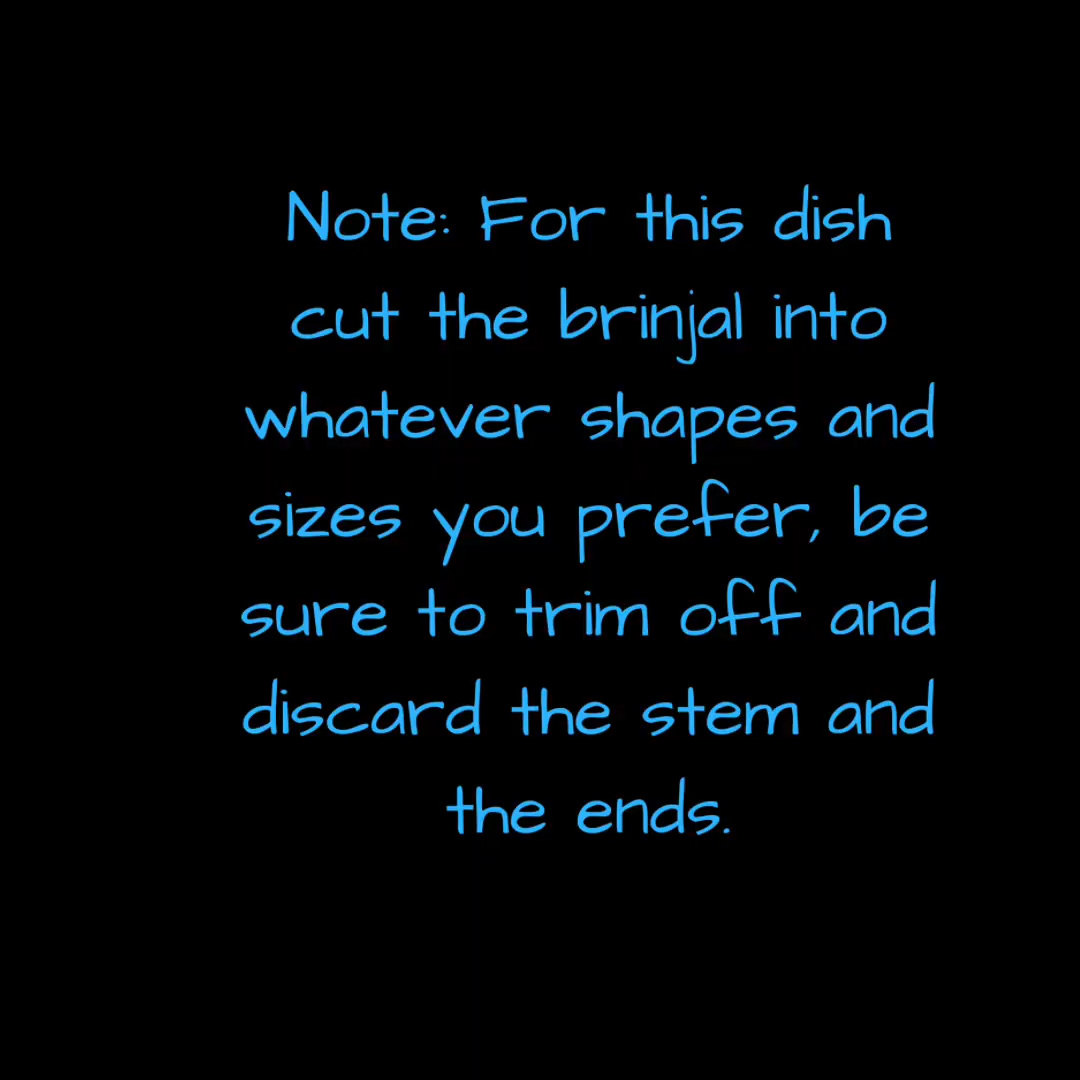 Note: For this dish
cut the brinjal into
whatever shapes and
sizes you prefer, be
sure to trim off and
discard the stem and
the ends.